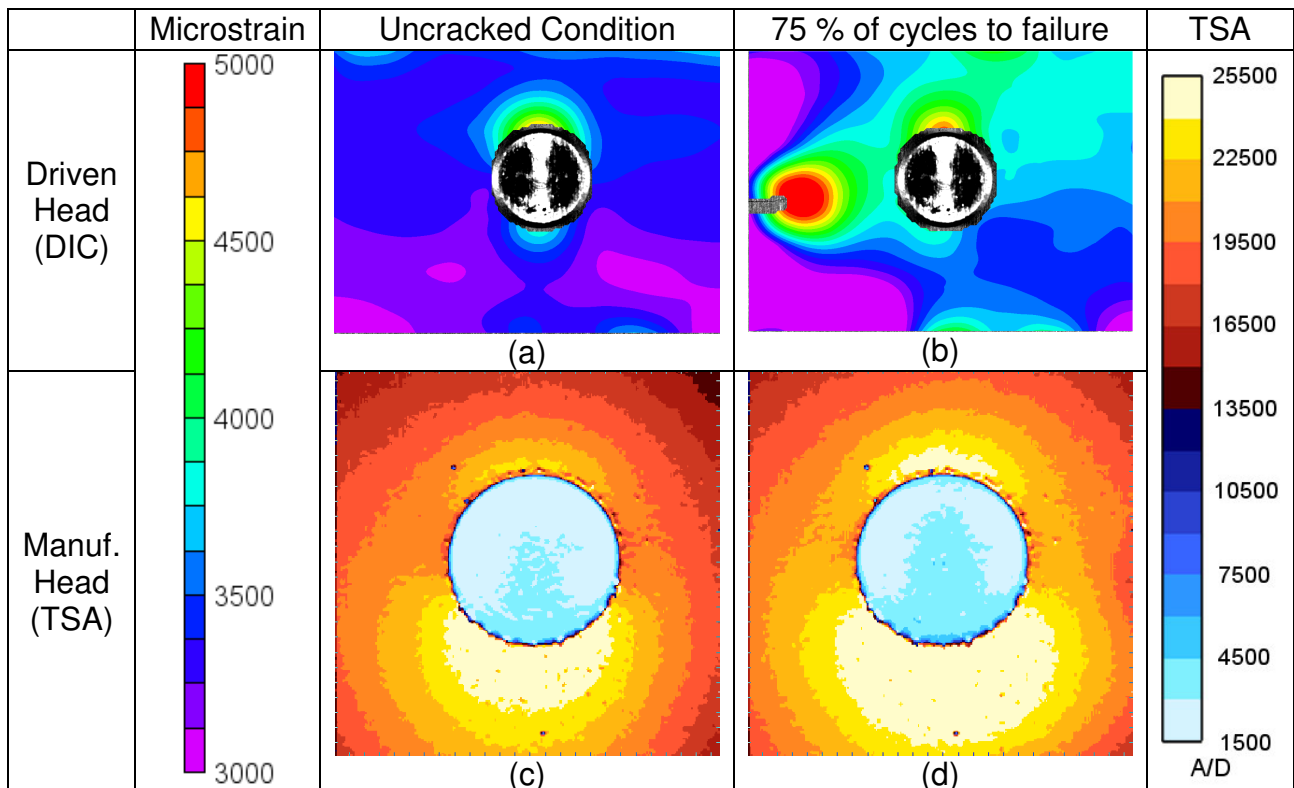 Microstrain
Uncracked Condition
75 % of cycles to failure
TSA
Driven
Head
(DIC)
5000
4500
4000
3500
3000
(a)
(b)
25500
22500
19500
16500
13500
10500
7500
4500
1500
A/D
Manuf.
Head
(TSA)
(c)
(d)